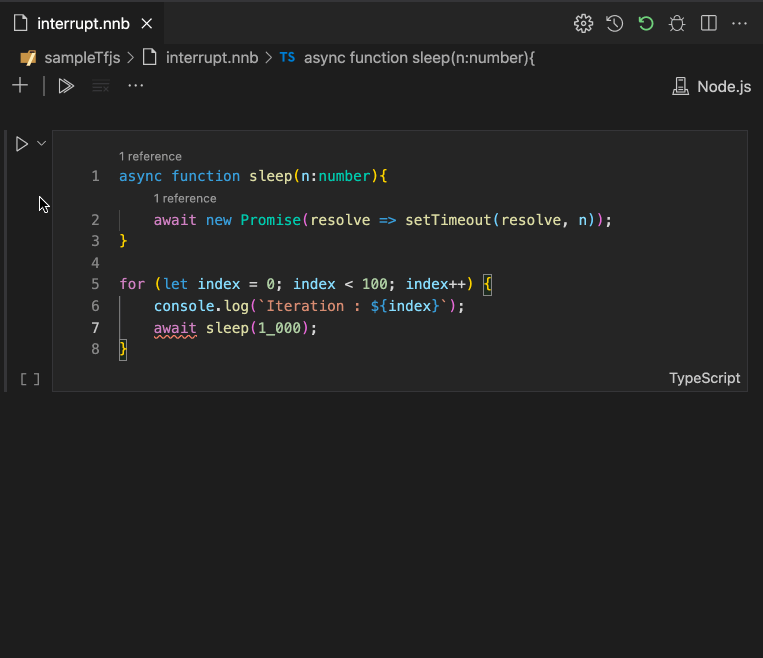 interrupt.nnb
sampleTfjs > interrupt.nnb > TS async function sleep(n:number){
Node.js
1 reference
1 async function sleep(n:number){
1 reference
2 await new Promise(resolve => setTimeout(resolve, n));
3 }
4
5 for (let index = 0; index < 100; index++) {
6 console.log(`Iteration : ${index}`);
7 await sleep(1_000);
8 }
[ ]
TypeScript